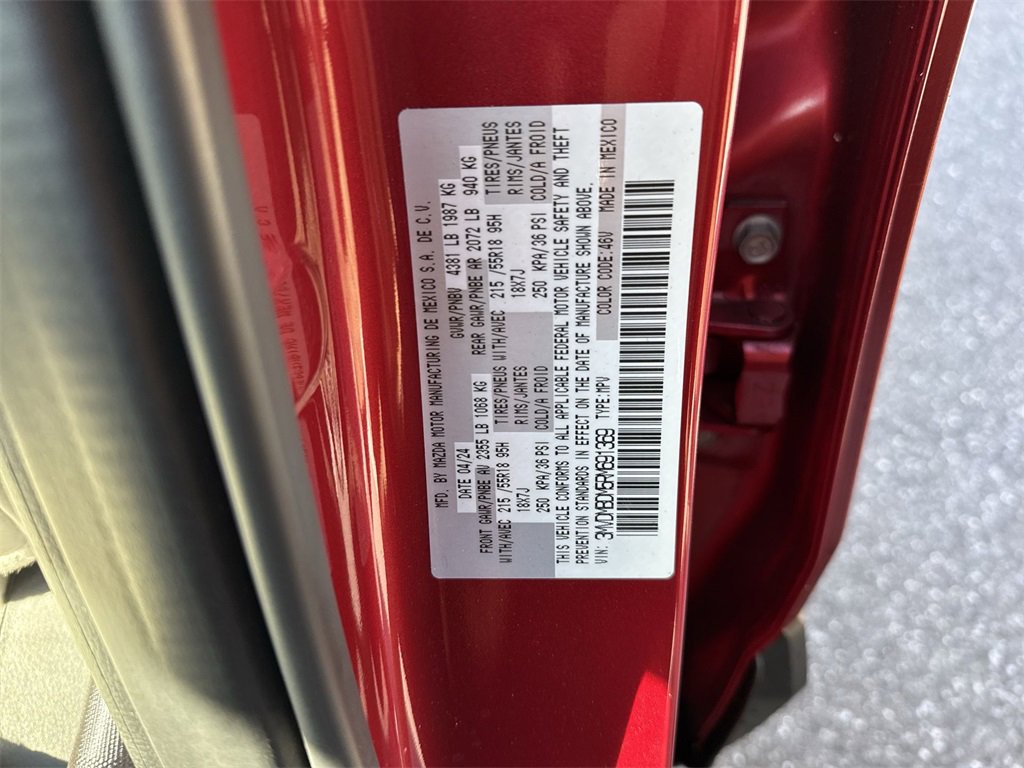 MFD. BY MAZDA MOTOR MANUFACTURING DE MEXICO S.A. DE C.V.
DATE 04/24 GVWR/PNBV 4381 LB 1987 KG
FRONT GAWR/PNBE AV 2355 LB 1068 KG REAR GAWR/PNBE AR 2072 LB 940 KG
WITH/AVEC 215 /55R18 95H TIRES/PNEUS WITH/AVEC 215 /55R18 95H TIRES/PNEUS
18X7J RIMS/JANTES 18X7J RIMS/JANTES
250 KPA/36 PSI COLD/A FROID 250 KPA/36 PSI COLD/A FROID
THIS VEHICLE CONFORMS TO ALL APPLICABLE FEDERAL MOTOR VEHICLE SAFETY AND THEFT
PREVENTION STANDARDS IN EFFECT ON THE DATE OF MANUFACTURE SHOWN ABOVE.
VIN: 3MVDMBDM5RM691369 TYPE:MPV COLOR CODE:46V MADE IN MEXICO